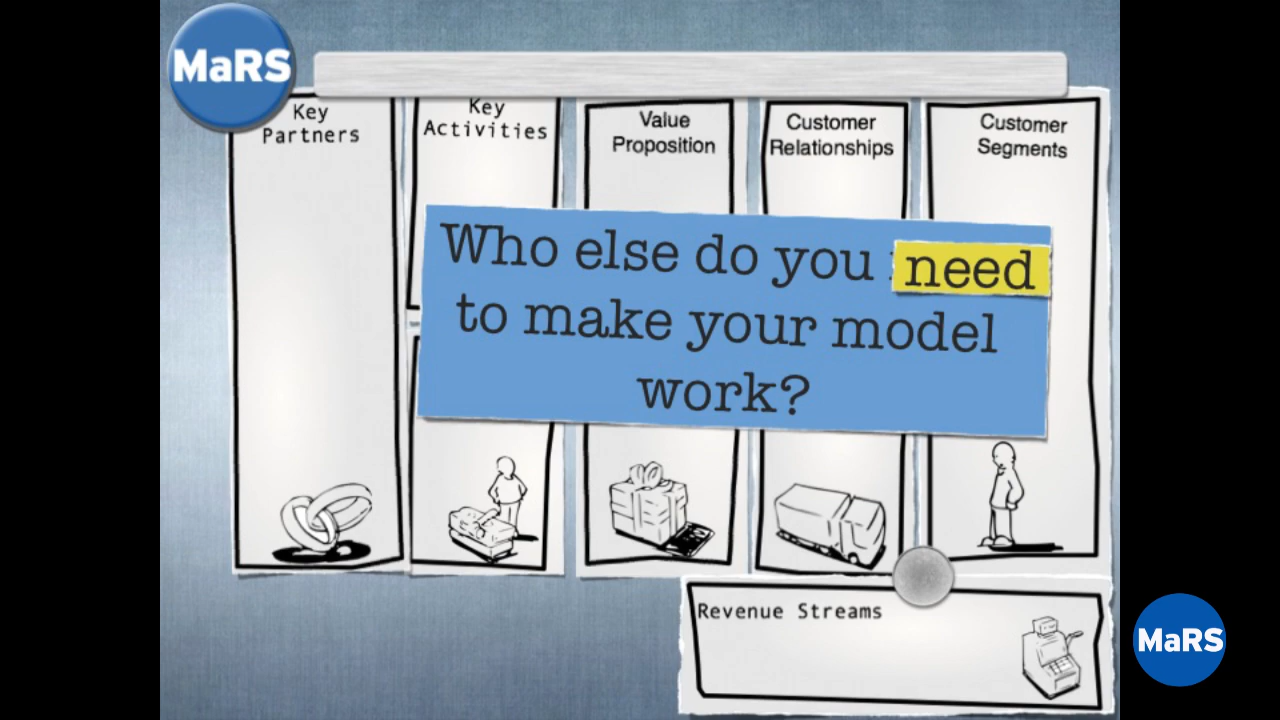 MaRS
Key
Partners
Key
Activities
Value
Proposition
Customer
Relationships
Customer
Segments
Who else do you need
to make your model
work?
Revenue Streams
MaRS